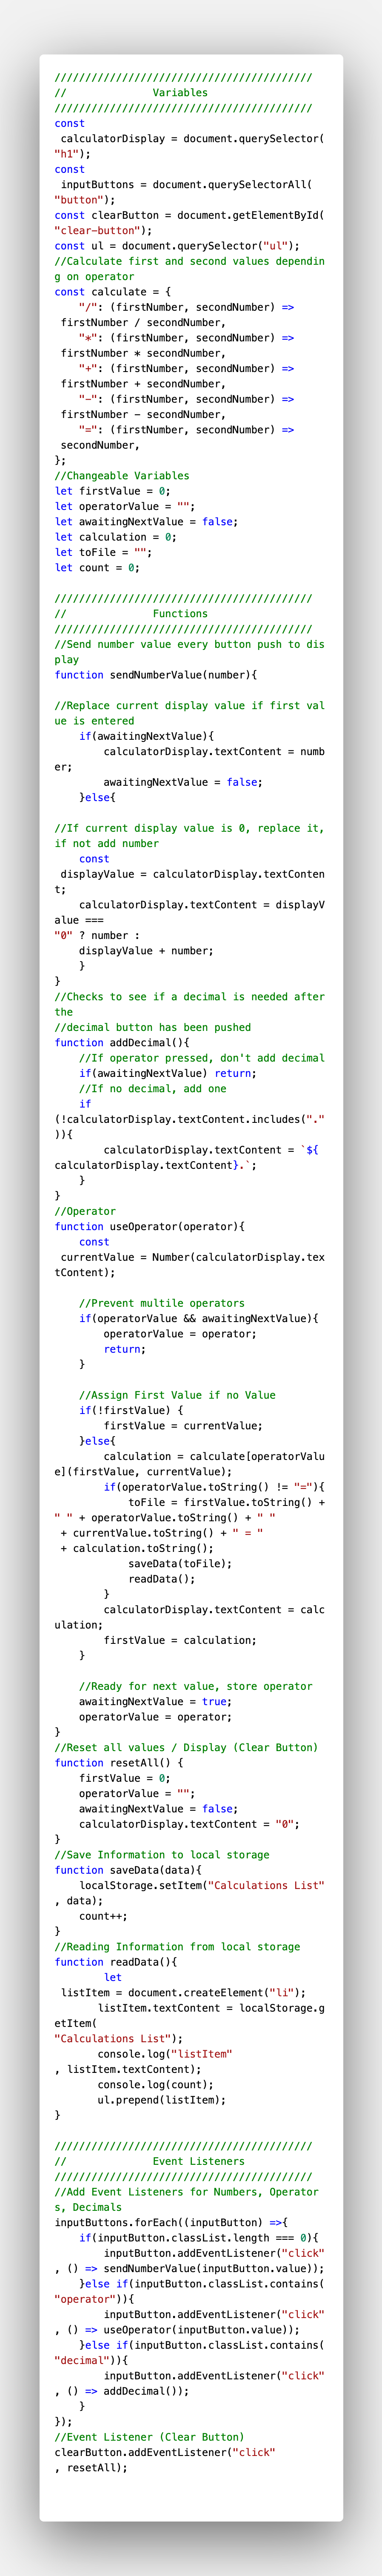 //////////////////////////////////////////
//              Variables
//////////////////////////////////////////
const
 calculatorDisplay = document.querySelector(
"h1");
const
 inputButtons = document.querySelectorAll(
"button");
const clearButton = document.getElementById(
"clear-button");
const ul = document.querySelector("ul");
//Calculate first and second values dependin
g on operator
const calculate = {
    "/": (firstNumber, secondNumber) =>
 firstNumber / secondNumber,
    "*": (firstNumber, secondNumber) =>
 firstNumber * secondNumber,
    "+": (firstNumber, secondNumber) =>
 firstNumber + secondNumber,
    "-": (firstNumber, secondNumber) =>
 firstNumber - secondNumber,
    "=": (firstNumber, secondNumber) =>
 secondNumber,
};
//Changeable Variables
let firstValue = 0;
let operatorValue = "";
let awaitingNextValue = false;
let calculation = 0;
let toFile = "";
let count = 0;

//////////////////////////////////////////
//              Functions
//////////////////////////////////////////
//Send number value every button push to dis
play
function sendNumberValue(number){

//Replace current display value if first val
ue is entered
    if(awaitingNextValue){
        calculatorDisplay.textContent = numb
er;
        awaitingNextValue = false;
    }else{

//If current display value is 0, replace it,
if not add number
    const
 displayValue = calculatorDisplay.textConten
t;
    calculatorDisplay.textContent = displayV
alue ===
"0" ? number :
    displayValue + number;
    }
}
//Checks to see if a decimal is needed after
the
//decimal button has been pushed
function addDecimal(){
    //If operator pressed, don't add decimal
    if(awaitingNextValue) return;
    //If no decimal, add one
    if
(!calculatorDisplay.textContent.includes("."
)){
        calculatorDisplay.textContent = `${
calculatorDisplay.textContent}.`;
    }
}
//Operator
function useOperator(operator){
    const
 currentValue = Number(calculatorDisplay.tex
tContent);

    //Prevent multile operators
    if(operatorValue && awaitingNextValue){
        operatorValue = operator;
        return;
    }

    //Assign First Value if no Value
    if(!firstValue) {
        firstValue = currentValue;
    }else{
        calculation = calculate[operatorValu
e](firstValue, currentValue);
        if(operatorValue.toString() != "="){
            toFile = firstValue.toString() +
" " + operatorValue.toString() + " "
 + currentValue.toString() + " = "
 + calculation.toString();
            saveData(toFile);
            readData();
        }
        calculatorDisplay.textContent = calc
ulation;
        firstValue = calculation;
    }

    //Ready for next value, store operator
    awaitingNextValue = true;
    operatorValue = operator;
}
//Reset all values / Display (Clear Button)
function resetAll() {
    firstValue = 0;
    operatorValue = "";
    awaitingNextValue = false;
    calculatorDisplay.textContent = "0";
}
//Save Information to local storage
function saveData(data){
    localStorage.setItem("Calculations List"
, data);
    count++;
}
//Reading Information from local storage
function readData(){
        let
 listItem = document.createElement("li");
       listItem.textContent = localStorage.g
etItem(
"Calculations List");
       console.log("listItem"
, listItem.textContent);
       console.log(count);
       ul.prepend(listItem);
}

//////////////////////////////////////////
//              Event Listeners
//////////////////////////////////////////
//Add Event Listeners for Numbers, Operator
s, Decimals
inputButtons.forEach((inputButton) =>{
    if(inputButton.classList.length === 0){
        inputButton.addEventListener("click"
, () => sendNumberValue(inputButton.value));
    }else if(inputButton.classList.contains(
"operator")){
        inputButton.addEventListener("click"
, () => useOperator(inputButton.value));
    }else if(inputButton.classList.contains(
"decimal")){
        inputButton.addEventListener("click"
, () => addDecimal());
    }
});
//Event Listener (Clear Button)
clearButton.addEventListener("click"
, resetAll);